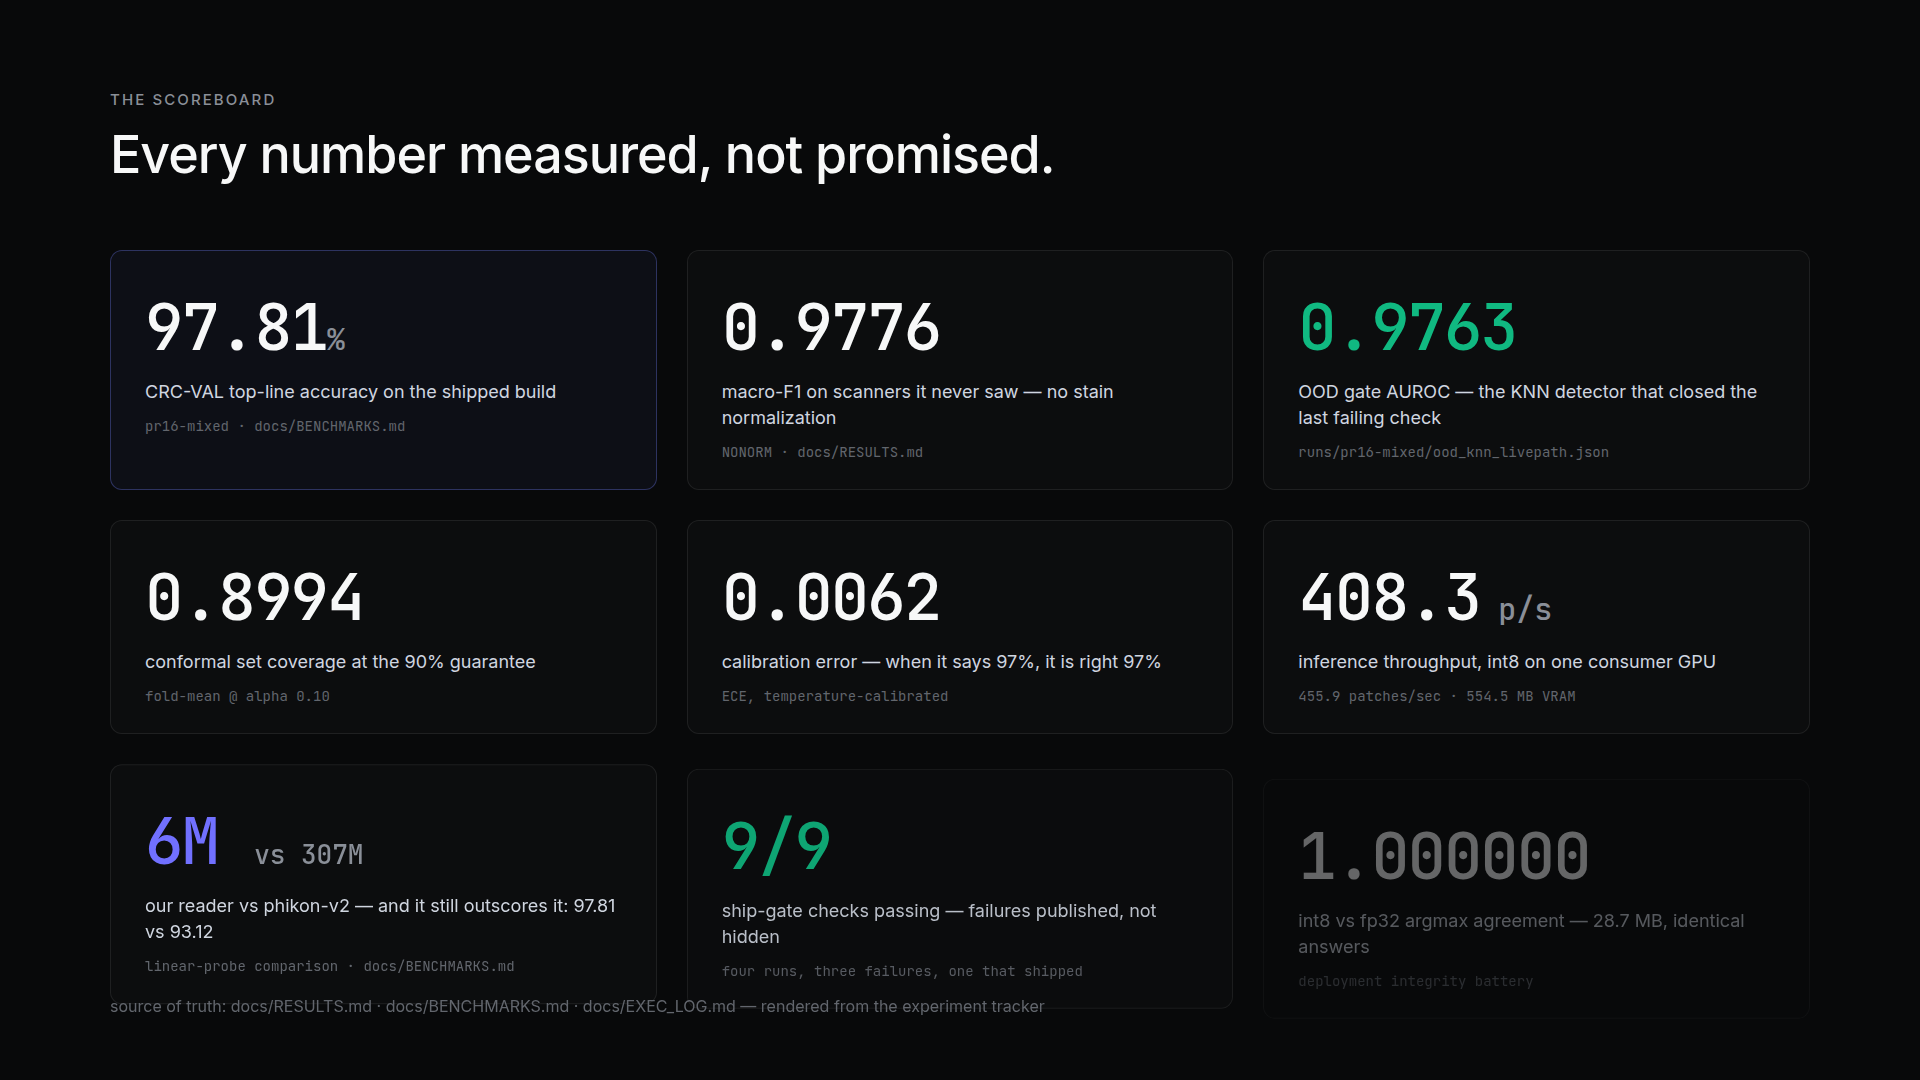 THE SCOREBOARD
Every number measured, not promised.
97.81%
CRC-VAL top-line accuracy on the shipped build
pr16-mixed · docs/BENCHMARKS.md
0.9776
macro-F1 on scanners it never saw — no stain
normalization
NONORM · docs/RESULTS.md
0.9763
OOD gate AUROC — the KNN detector that closed the
last failing check
runs/pr16-mixed/ood_knn_livepath.json
0.8994
conformal set coverage at the 90% guarantee
fold-mean @ alpha 0.10
0.0062
calibration error — when it says 97%, it is right 97%
ECE, temperature-calibrated
408.3 p/s
inference throughput, int8 on one consumer GPU
455.9 patches/sec · 554.5 MB VRAM
6M vs 307M
our reader vs phikon-v2 — and it still outscores it: 97.81
vs 93.12
linear-probe comparison · docs/BENCHMARKS.md
9/9
ship-gate checks passing — failures published, not
hidden
four runs, three failures, one that shipped
1.000000
int8 vs fp32 argmax agreement — 28.7 MB, identical
answers
deployment integrity battery
source of truth: docs/RESULTS.md · docs/BENCHMARKS.md · docs/EXEC_LOG.md — rendered from the experiment tracker